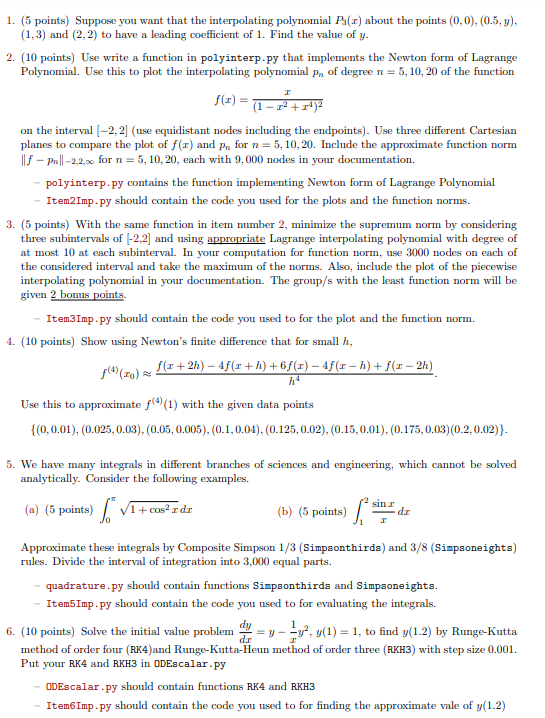 1. (5 points) Suppose you want that the interpolating polynomial P₃(x) about the points (0, 0), (0.5, y),
(1, 3) and (2, 2) to have a leading coefficient of 1. Find the value of y.
2. (10 points) Use write a function in polyinterp.py that implements the Newton form of Lagrange
Polynomial. Use this to plot the interpolating polynomial pₙ of degree n = 5, 10, 20 of the function
f(x) = x / (1 − x² + x⁴)²
on the interval [−2, 2] (use equidistant nodes including the endpoints). Use three different Cartesian
planes to compare the plot of f(x) and pₙ for n = 5, 10, 20. Include the approximate function norm
‖f − pₙ‖₋₂,₂,∞ for n = 5, 10, 20, each with 9,000 nodes in your documentation.
– polyinterp.py contains the function implementing Newton form of Lagrange Polynomial
– Item2Imp.py should contain the code you used for the plots and the function norms.
3. (5 points) With the same function in item number 2, minimize the supremum norm by considering
three subintervals of [-2,2] and using appropriate Lagrange interpolating polynomial with degree of
at most 10 at each subinterval. In your computation for function norm, use 3000 nodes on each of
the considered interval and take the maximum of the norms. Also, include the plot of the piecewise
interpolating polynomial in your documentation. The group/s with the least function norm will be
given 2 bonus points.
– Item3Imp.py should contain the code you used to for the plot and the function norm.
4. (10 points) Show using Newton's finite difference that for small h,
f⁽⁴⁾(x₀) ≈ f(x + 2h) − 4f(x + h) + 6f(x) − 4f(x − h) + f(x − 2h) / h⁴.
Use this to approximate f⁽⁴⁾(1) with the given data points
{(0, 0.01), (0.025, 0.03), (0.05, 0.005), (0.1, 0.04), (0.125, 0.02), (0.15, 0.01), (0.175, 0.03)(0.2, 0.02)}.
5. We have many integrals in different branches of sciences and engineering, which cannot be solved
analytically. Consider the following examples.
(a) (5 points) ∫₀^π √(1 + cos² x) dx (b) (5 points) ∫₁² sin x / x dx
Approximate these integrals by Composite Simpson 1/3 (Simpsonthirds) and 3/8 (Simpsoneights)
rules. Divide the interval of integration into 3,000 equal parts.
– quadrature.py should contain functions Simpsonthirds and Simpsoneights.
– Item5Imp.py should contain the code you used to for evaluating the integrals.
6. (10 points) Solve the initial value problem dy/dx = y − 1/x y², y(1) = 1, to find y(1.2) by Runge-Kutta
method of order four (RK4)and Runge-Kutta-Heun method of order three (RKH3) with step size 0.001.
Put your RK4 and RKH3 in ODEscalar.py
– ODEscalar.py should contain functions RK4 and RKH3
– Item6Imp.py should contain the code you used to for finding the approximate vale of y(1.2)